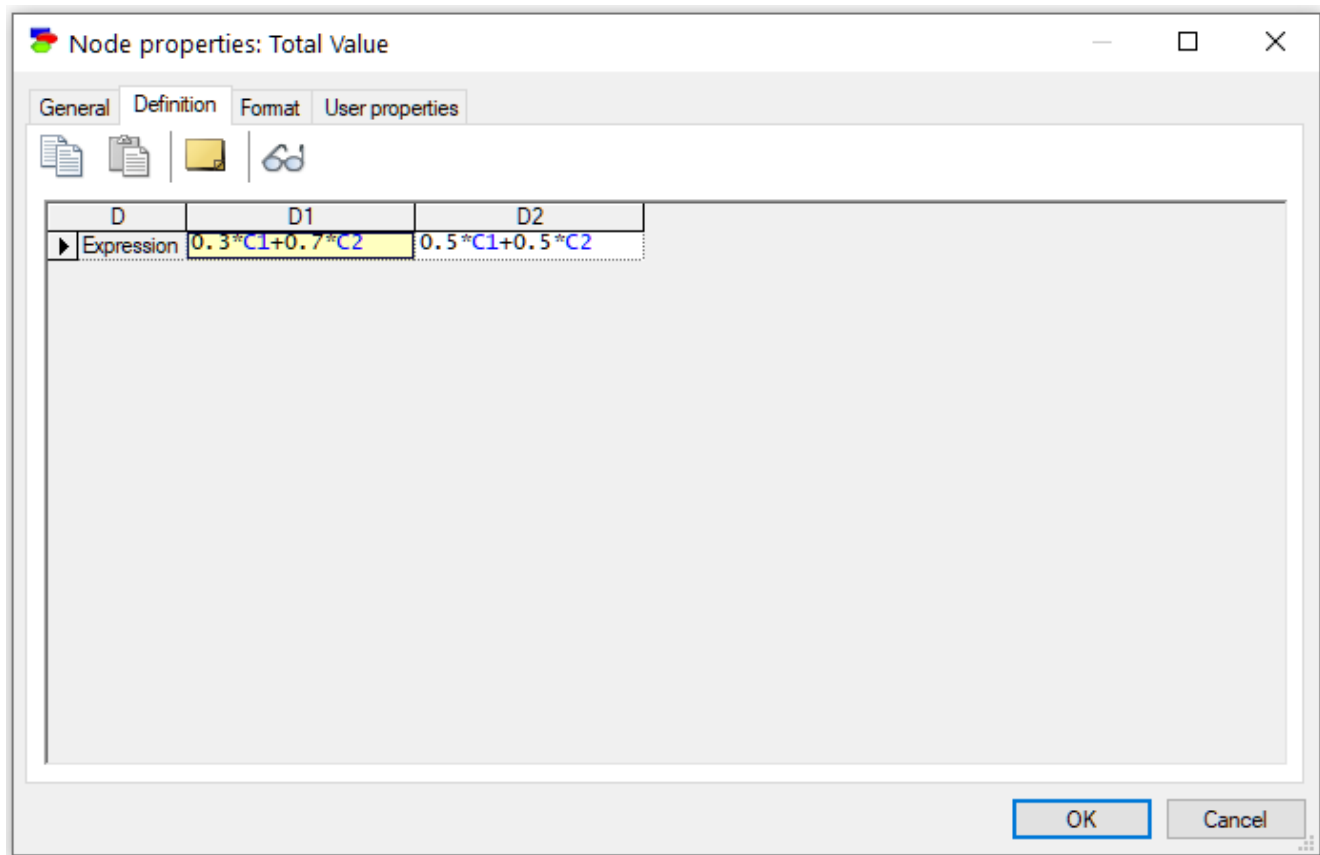 Node properties: Total Value
General Definition Format User properties
D D1 D2
Expression 0.3*C1+0.7*C2 0.5*C1+0.5*C2
OK Cancel